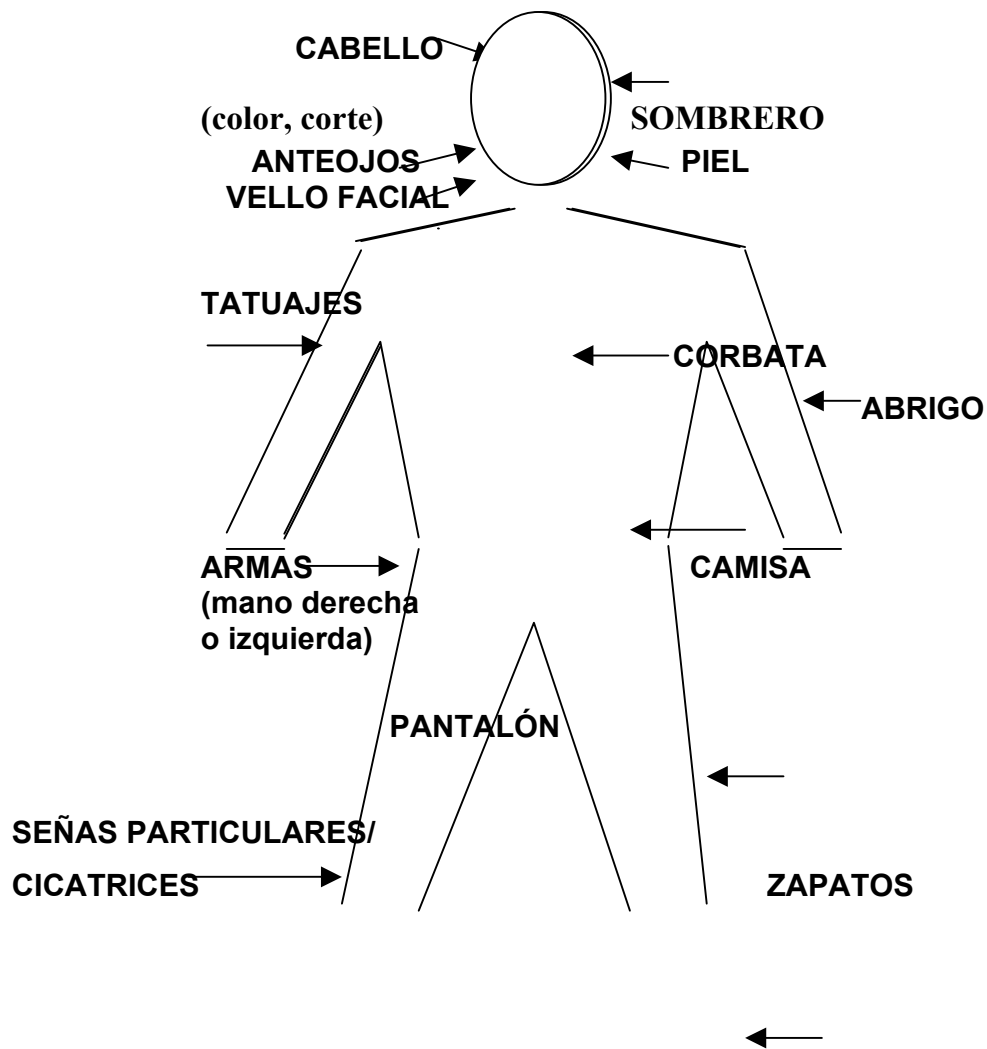 CABELLO
(color, corte) SOMBRERO
ANTEOJOS PIEL
VELLO FACIAL
TATUAJES
CORBATA
ABRIGO
ARMAS CAMISA
(mano derecha
o izquierda)
PANTALÓN
SEÑAS PARTICULARES/
CICATRICES ZAPATOS